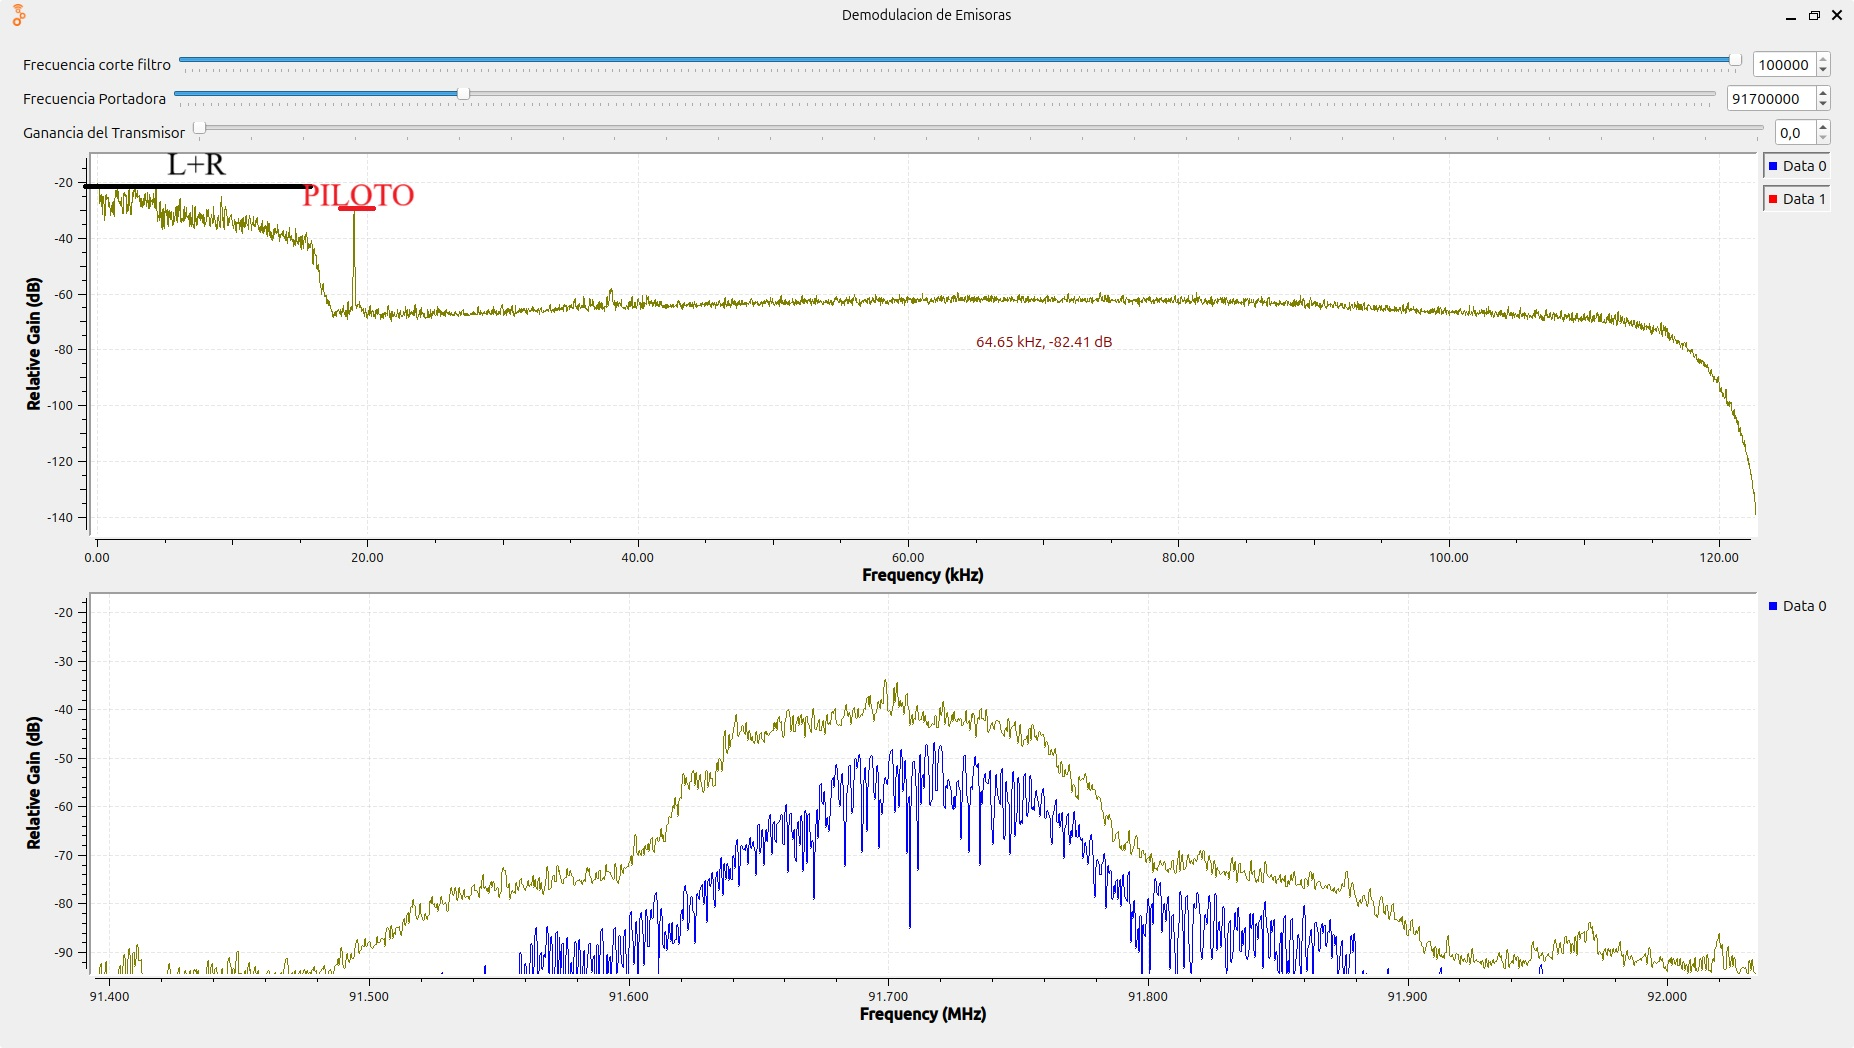 Demodulacion de Emisoras
Frecuencia corte filtro
100000
Frecuencia Portadora
91700000
Ganancia del Transmisor
0,0
L+R
PILOTO
Data 0
Data 1
-20
-40
-60
-80
-100
-120
-140
Relative Gain (dB)
64.65 kHz, -82.41 dB
0.00 20.00 40.00 60.00 80.00 100.00 120.00
Frequency (kHz)
Data 0
-20
-30
-40
-50
-60
-70
-80
-90
Relative Gain (dB)
91.400 91.500 91.600 91.700 91.800 91.900 92.000
Frequency (MHz)